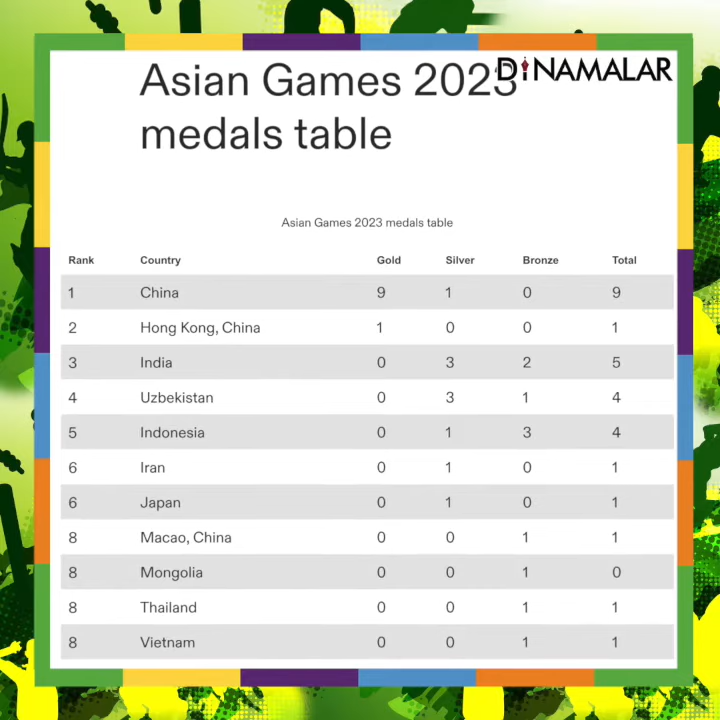 DINAMALAR
Asian Games 2023
medals table
Asian Games 2023 medals table
Rank Country Gold Silver Bronze Total
1 China 9 1 0 9
2 Hong Kong, China 1 0 0 1
3 India 0 3 2 5
4 Uzbekistan 0 3 1 4
5 Indonesia 0 1 3 4
6 Iran 0 1 0 1
6 Japan 0 1 0 1
8 Macao, China 0 0 1 1
8 Mongolia 0 0 1 0
8 Thailand 0 0 1 1
8 Vietnam 0 0 1 1